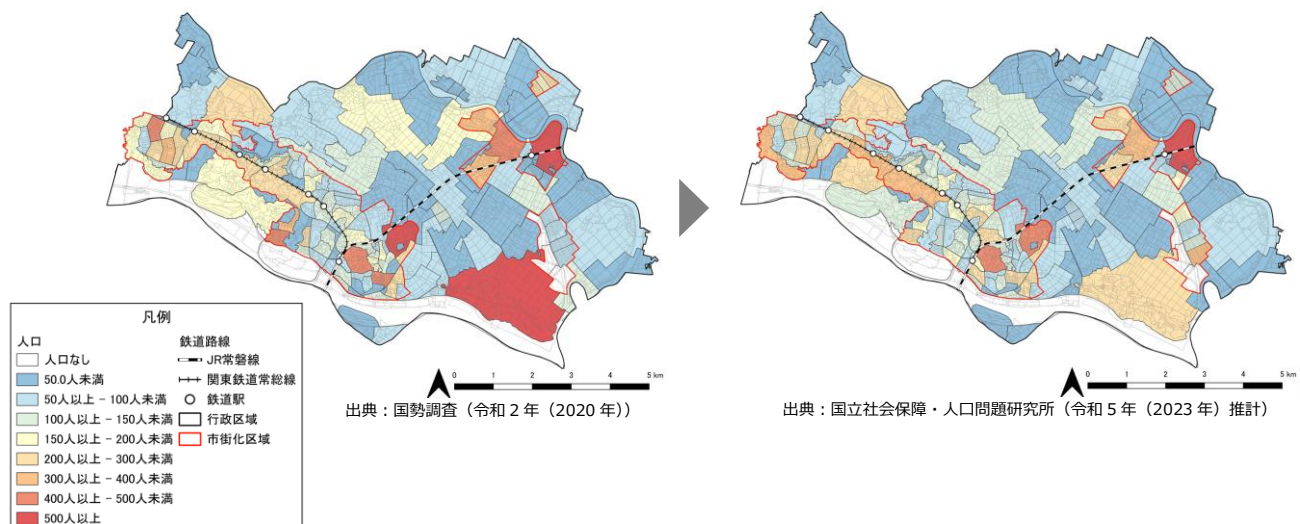 凡例
人口
人口なし
50.0人未満
50人以上 - 100人未満
100人以上 - 150人未満
150人以上 - 200人未満
200人以上 - 300人未満
300人以上 - 400人未満
400人以上 - 500人未満
500人以上
鉄道路線
JR常磐線
関東鉄道常総線
鉄道駅
行政区域
市街化区域
0 1 2 3 4 5 km
出典:国勢調査(令和2年(2020年))
0 1 2 3 4 5 km
出典:国立社会保障・人口問題研究所(令和5年(2023年)推計)